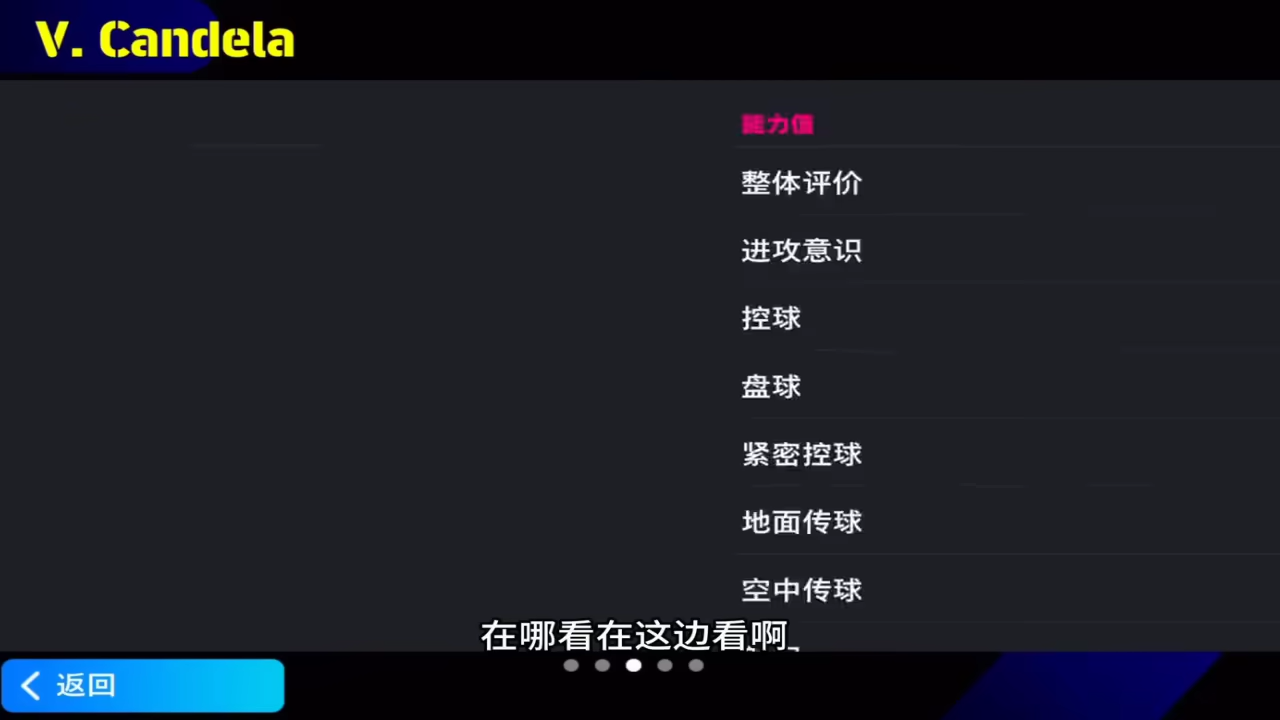 V. Candela
能力值
整体评价
进攻意识
控球
盘球
紧密控球
地面传球
空中传球
在哪看在这边看啊
返回